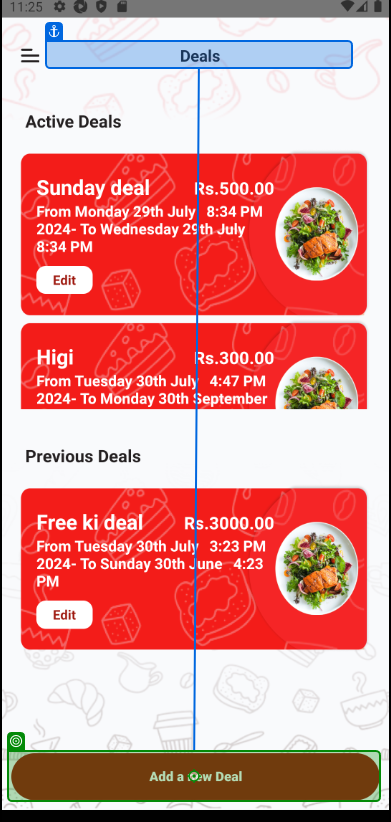 11:25
Deals
Active Deals
Sunday deal Rs.500.00
From Monday 29th July 8:34 PM
2024- To Wednesday 29th July
8:34 PM
Edit
Higi Rs.300.00
From Tuesday 30th July 4:47 PM
2024- To Monday 30th September
Previous Deals
Free ki deal Rs.3000.00
From Tuesday 30th July 3:23 PM
2024- To Sunday 30th June 4:23
PM
Edit
Add a New Deal